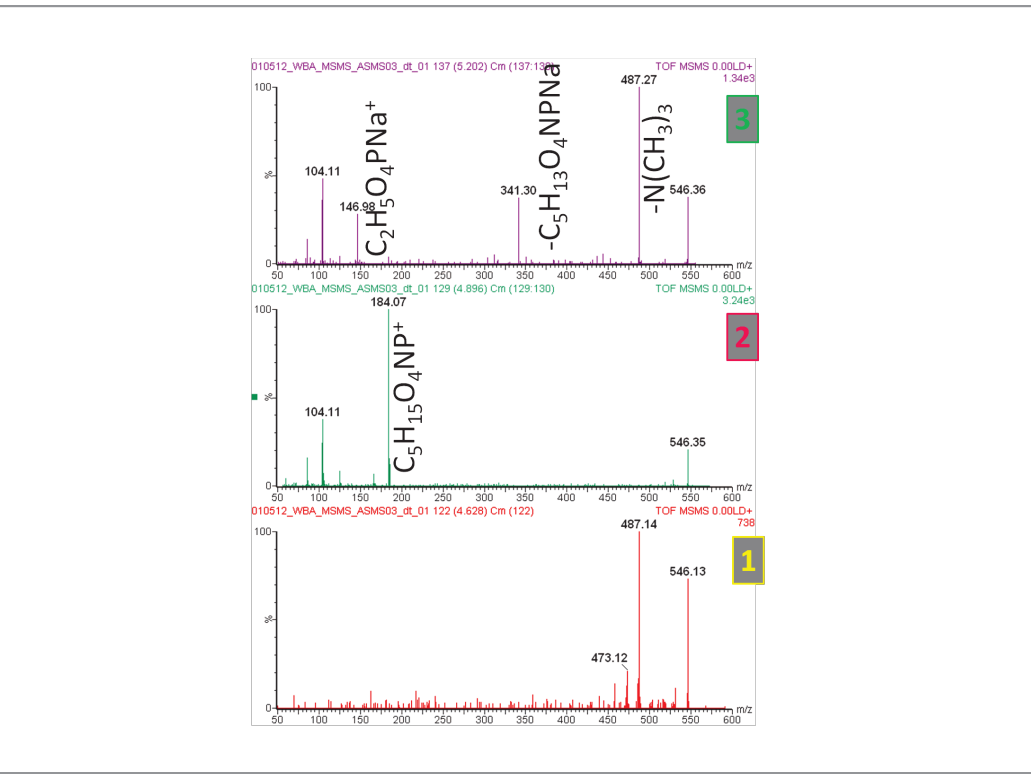 010512_WBA_MSMS_ASMS03_dt_01 137 (5.202) Cm (137:13
TOF MSMS 0.00LD+
1.34e3
100
%
0
487.27
104.11
146.98
341.30
546.36
C2H5O4PNa+
-C5H13O4NPNa
-N(CH3)3
3
50 100 150 200 250 300 350 400 450 500 550 600 m/z
010512_WBA_MSMS_ASMS03_dt_01 129 (4.896) Cm (129:130)
TOF MSMS 0.00LD+
3.24e3
100
%
0
184.07
104.11
546.35
C5H15O4NP+
2
50 100 150 200 250 300 350 400 450 500 550 600 m/z
010512_WBA_MSMS_ASMS03_dt_01 122 (4.628) Cm (122)
TOF MSMS 0.00LD+
738
100
%
0
487.14
546.13
473.12
1
50 100 150 200 250 300 350 400 450 500 550 600 m/z